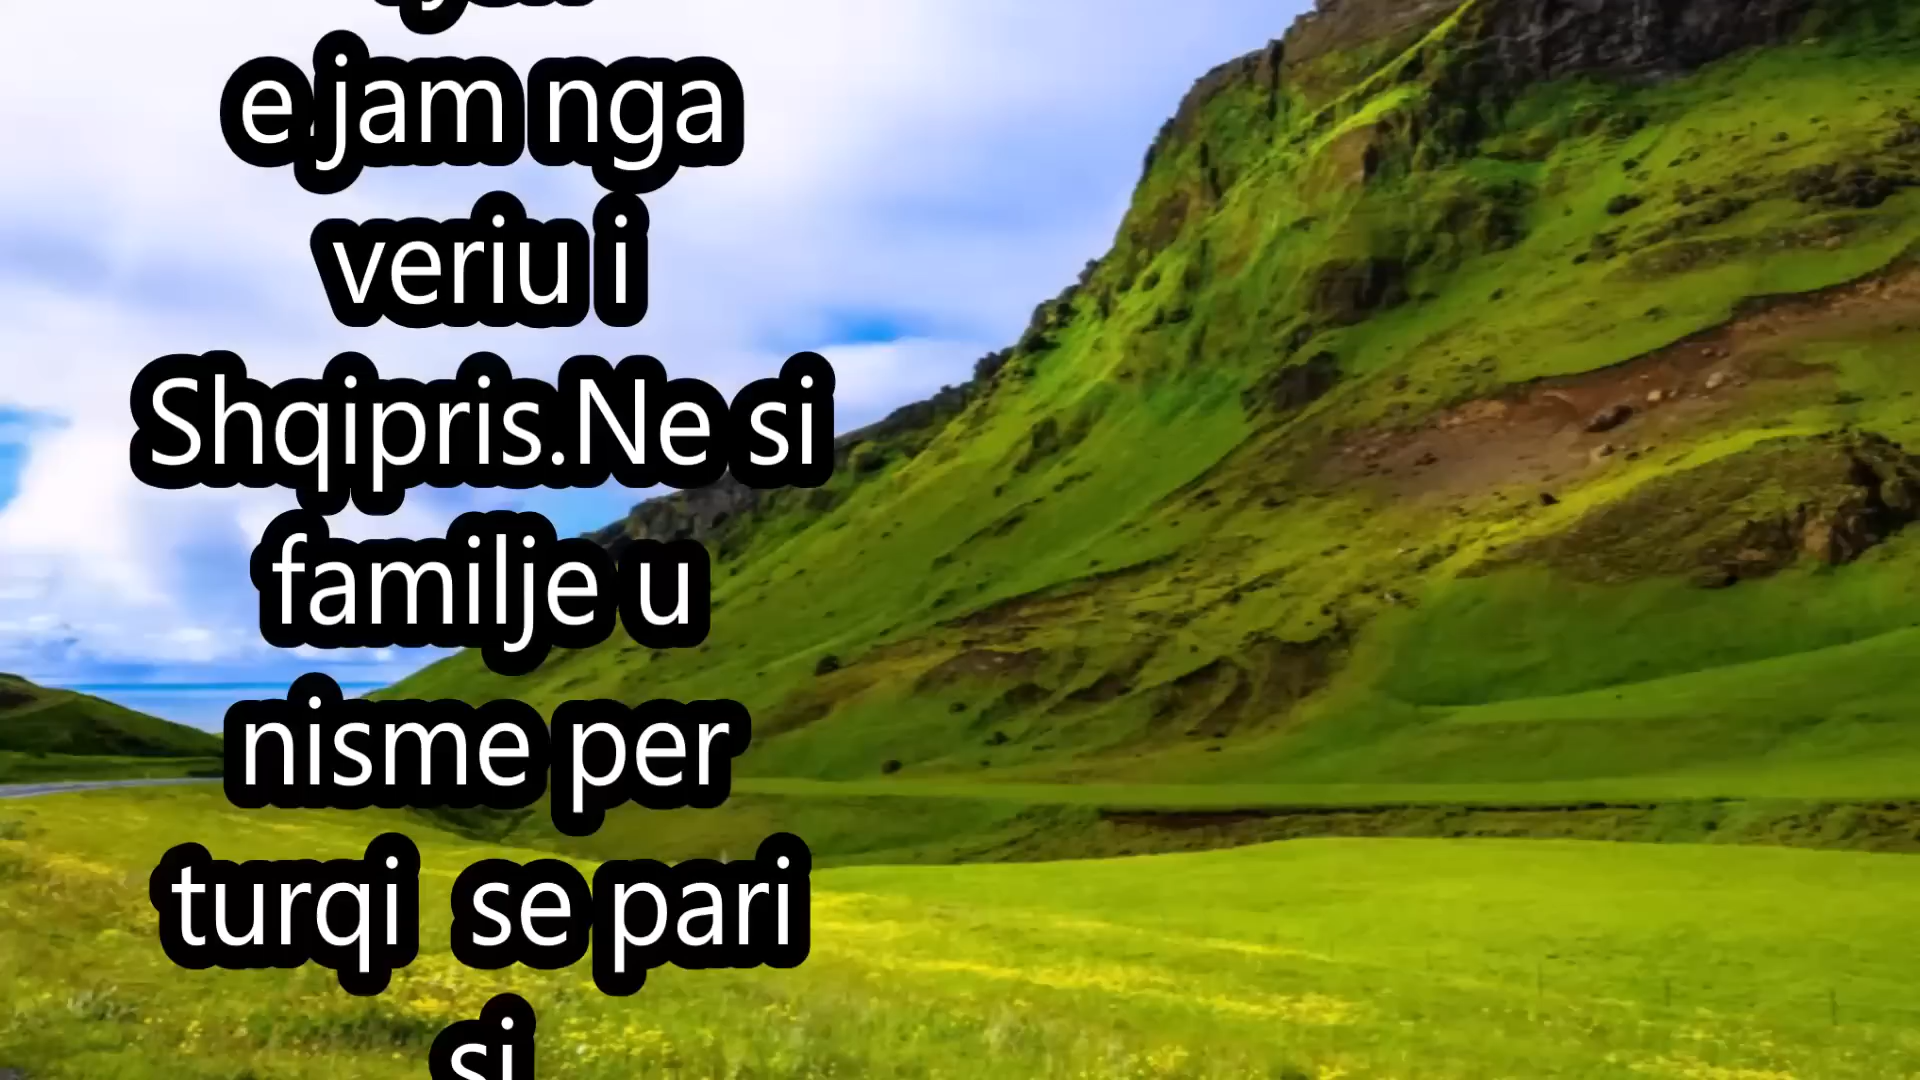 e jam nga
veriu i
Shqipris.Ne si
familje u
nisme per
turqi  se pari
si